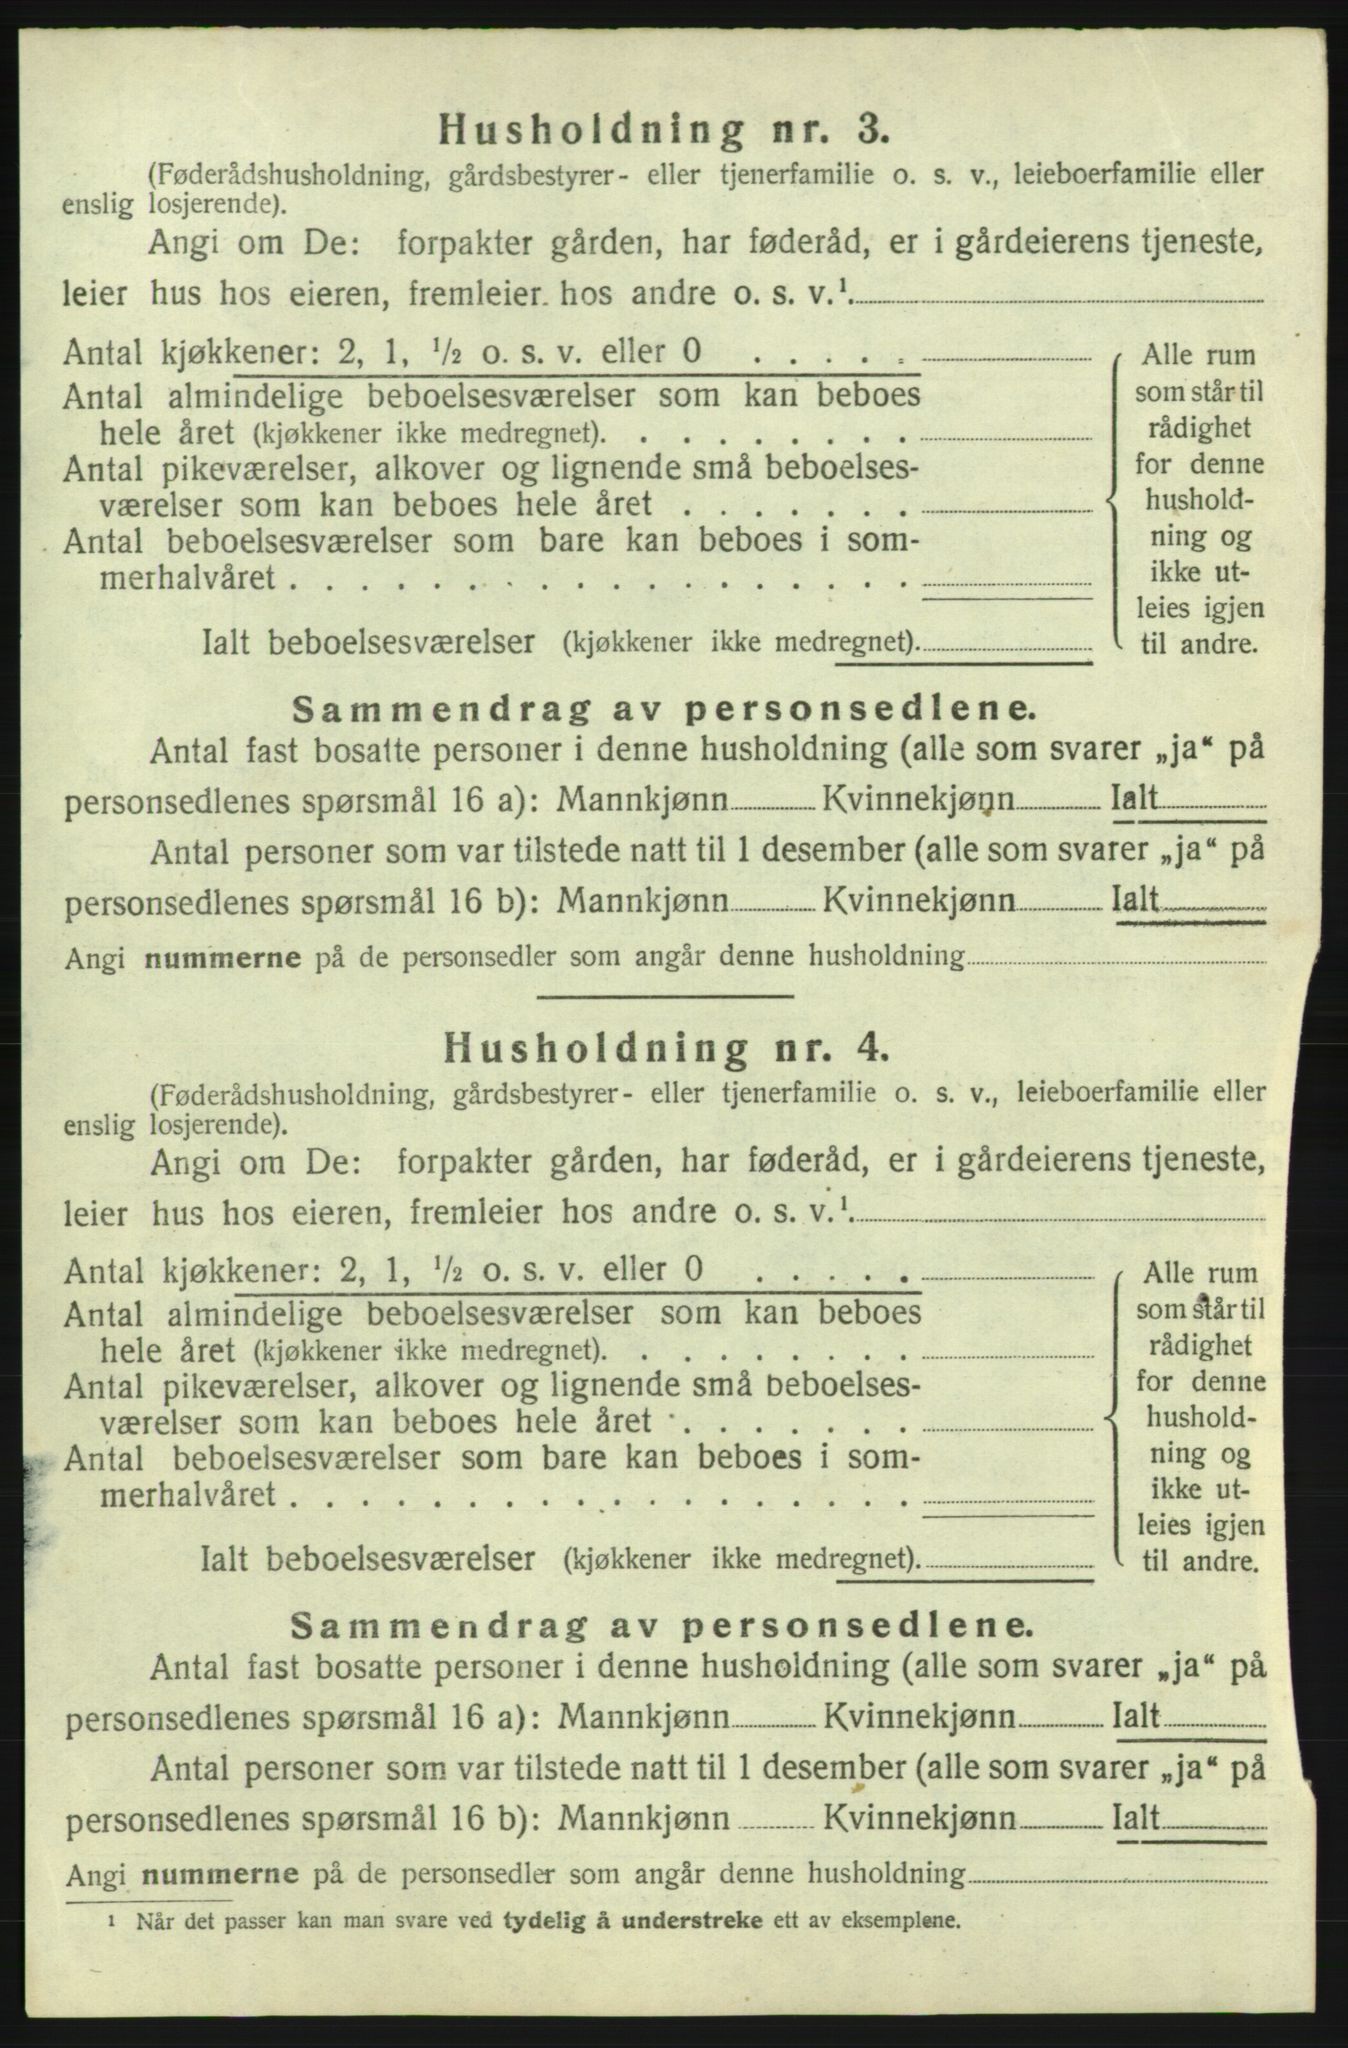 Husholdning nr. 3.
(Føderådshusholdning, gårdsbestyrer- eller tjenerfamilie o. s. v., leieboerfamilie eller
enslig losjerende).
Angi om De: forpakter gården, har føderåd, er i gårdeierens tjeneste,
leier hus hos eieren, fremleier hos andre o. s. v.¹
Antal kjøkkener: 2, 1, ½ o. s. v. eller 0 . . . . .
Antal almindelige beboelsesværelser som kan beboes
hele året (kjøkkener ikke medregnet). . . . . . . . .
Antal pikeværelser, alkover og lignende små beboelses-
værelser som kan beboes hele året . . . . . . .
Antal beboelsesværelser som bare kan beboes i som-
merhalvåret . . . . . . . . . . . . . . . . . .
Ialt beboelsesværelser (kjøkkener ikke medregnet).
Alle rum
som står til
rådighet
for denne
hushold-
ning og
ikke ut-
leies igjen
til andre.
Sammendrag av personsedlene.
Antal fast bosatte personer i denne husholdning (alle som svarer „ja“ på
personsedlenes spørsmål 16 a): Mannkjønn Kvinnekjønn Ialt
Antal personer som var tilstede natt til 1 desember (alle som svarer „ja“ på
personsedlenes spørsmål 16 b): Mannkjønn Kvinnekjønn Ialt
Angi nummerne på de personsedler som angår denne husholdning
Husholdning nr. 4.
(Føderådshusholdning, gårdsbestyrer- eller tjenerfamilie o. s. v., leieboerfamilie eller
enslig losjerende).
Angi om De: forpakter gården, har føderåd, er i gårdeierens tjeneste,
leier hus hos eieren, fremleier hos andre o. s. v.¹
Antal kjøkkener: 2, 1, ½ o. s. v. eller 0 . . . . .
Antal almindelige beboelsesværelser som kan beboes
hele året (kjøkkener ikke medregnet). . . . . . . . .
Antal pikeværelser, alkover og lignende små beboelses-
værelser som kan beboes hele året . . . . . . .
Antal beboelsesværelser som bare kan beboes i som-
merhalvåret . . . . . . . . . . . . . . . . . .
Ialt beboelsesværelser (kjøkkener ikke medregnet).
Alle rum
som står til
rådighet
for denne
hushold-
ning og
ikke ut-
leies igjen
til andre.
Sammendrag av personsedlene.
Antal fast bosatte personer i denne husholdning (alle som svarer „ja“ på
personsedlenes spørsmål 16 a): Mannkjønn Kvinnekjønn Ialt
Antal personer som var tilstede natt til 1 desember (alle som svarer „ja“ på
personsedlenes spørsmål 16 b): Mannkjønn Kvinnekjønn Ialt
Angi nummerne på de personsedler som angår denne husholdning
¹ Når det passer kan man svare ved tydelig å understreke ett av eksemplene.